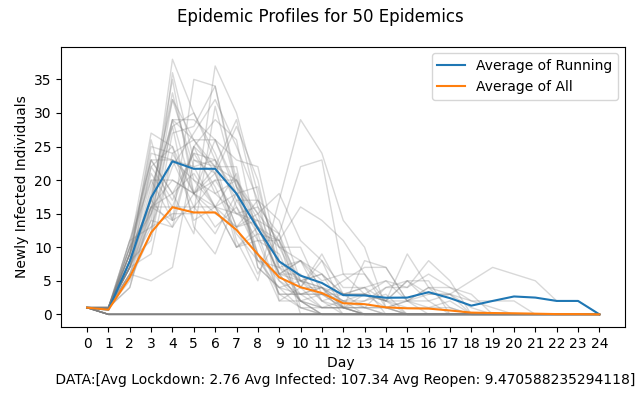 Epidemic Profiles for 50 Epidemics
Average of Running
Average of All
Newly Infected Individuals
35
30
25
20
15
10
5
0
0 1 2 3 4 5 6 7 8 9 10 11 12 13 14 15 16 17 18 19 20 21 22 23 24
Day
DATA:[Avg Lockdown: 2.76 Avg Infected: 107.34 Avg Reopen: 9.470588235294118]